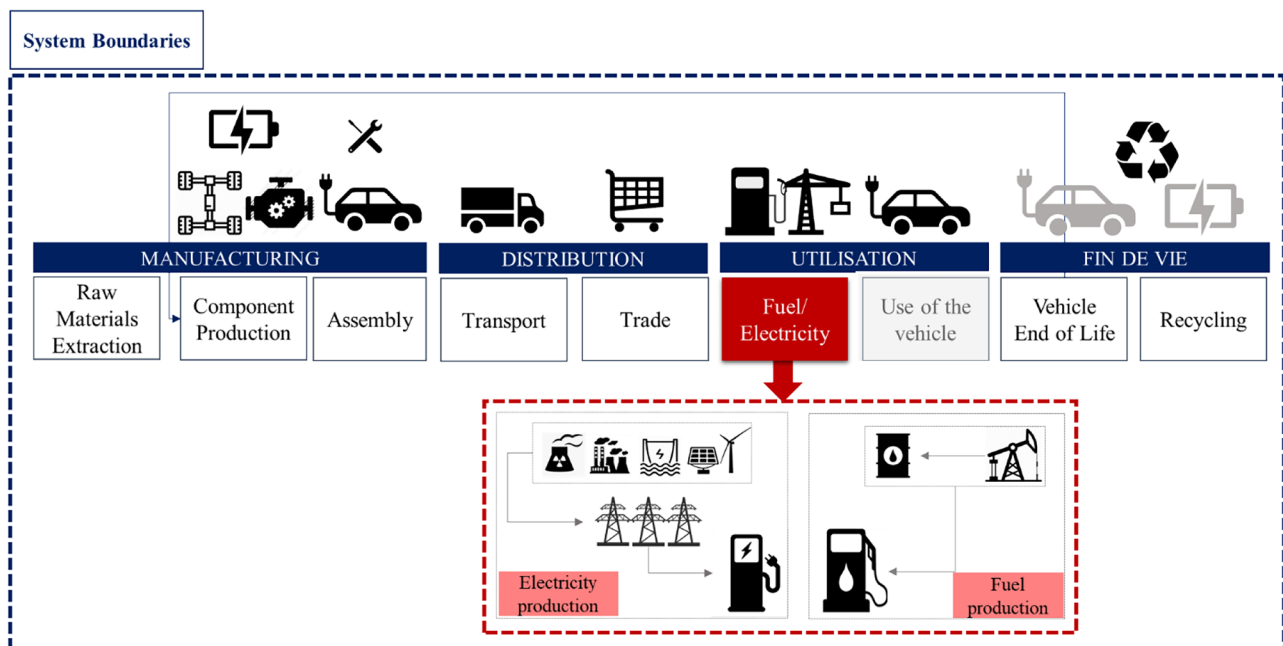 System Boundaries
MANUFACTURING
DISTRIBUTION
UTILISATION
FIN DE VIE
Raw
Materials
Extraction
Component
Production
Assembly
Transport
Trade
Fuel/
Electricity
Use of the
vehicle
Vehicle
End of Life
Recycling
Electricity
production
Fuel
production